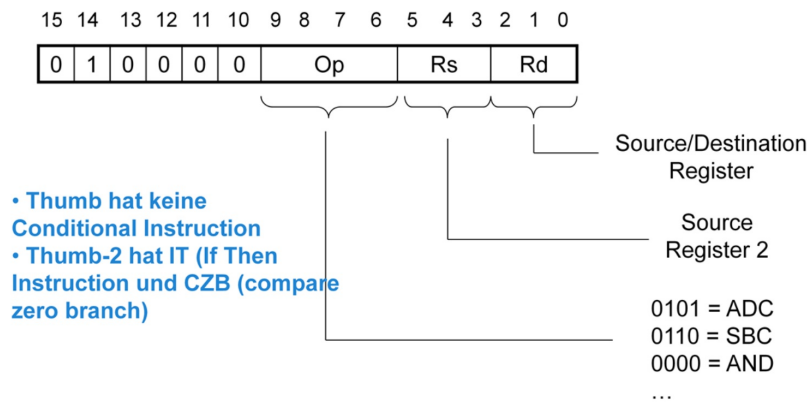 15 14 13 12 11 10 9 8 7 6 5 4 3 2 1 0
0 1 0 0 0 0 Op Rs Rd
Source/Destination
Register
• Thumb hat keine
Conditional Instruction
• Thumb-2 hat IT (If Then
Instruction und CZB (compare
zero branch)
Source
Register 2
0101 = ADC
0110 = SBC
0000 = AND
...